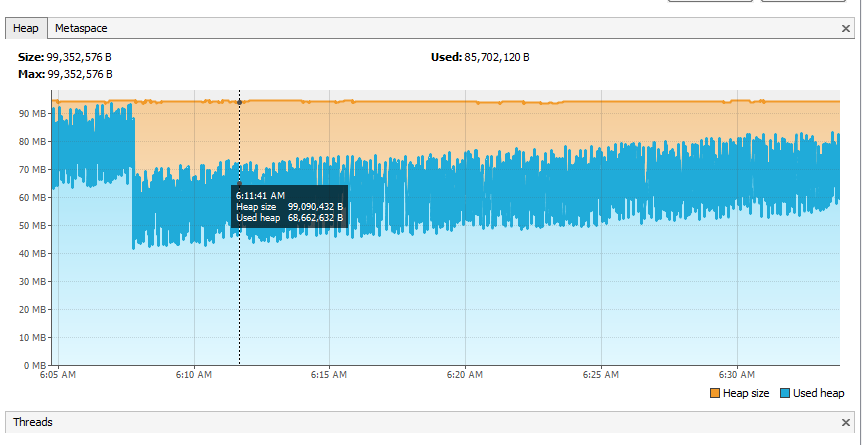 Heap Metaspace
Size: 99,352,576 B Used: 85,702,120 B
Max: 99,352,576 B
90 MB
80 MB
70 MB
60 MB
50 MB
40 MB
30 MB
20 MB
10 MB
0 MB
6:11:41 AM
Heap size 99,090,432 B
Used heap 68,662,632 B
6:05 AM 6:10 AM 6:15 AM 6:20 AM 6:25 AM 6:30 AM
Heap size Used heap
Threads